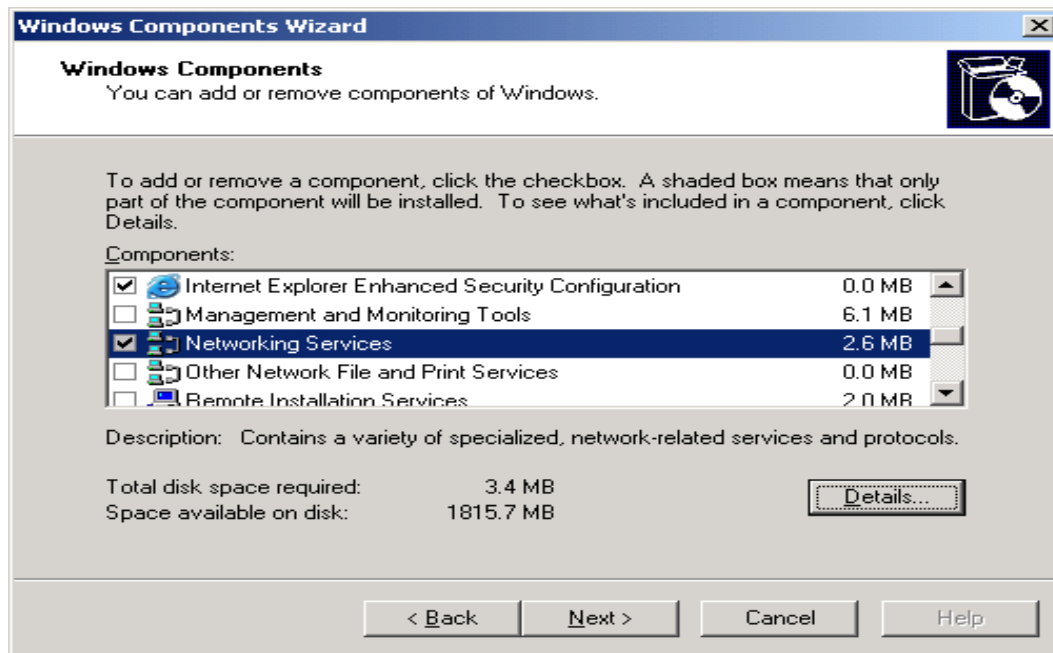 Windows Components Wizard
Windows Components
You can add or remove components of Windows.
To add or remove a component, click the checkbox. A shaded box means that only
part of the component will be installed. To see what's included in a component, click
Details.
Components:
Internet Explorer Enhanced Security Configuration 0.0 MB
Management and Monitoring Tools 6.1 MB
Networking Services 2.6 MB
Other Network File and Print Services 0.0 MB
Remote Installation Services 2.0 MB
Description: Contains a variety of specialized, network-related services and protocols.
Total disk space required: 3.4 MB
Space available on disk: 1815.7 MB
Details...
< Back Next > Cancel Help